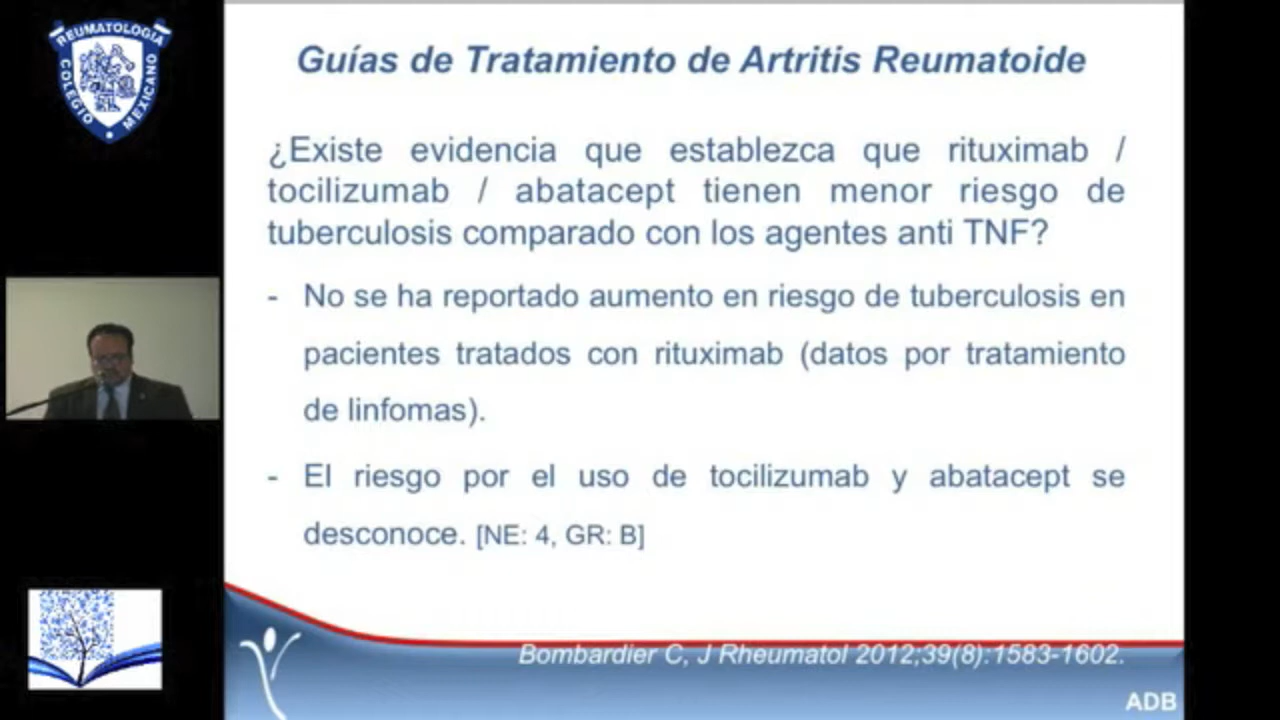 REUMATOLOGIA
COLEGIO
MEXICANO
Guías de Tratamiento de Artritis Reumatoide
¿Existe evidencia que establezca que rituximab /
tocilizumab / abatacept tienen menor riesgo de
tuberculosis comparado con los agentes anti TNF?
- No se ha reportado aumento en riesgo de tuberculosis en
pacientes tratados con rituximab (datos por tratamiento
de linfomas).
- El riesgo por el uso de tocilizumab y abatacept se
desconoce. [NE: 4, GR: B]
Bombardier C, J Rheumatol 2012;39(8):1583-1602.
ADB